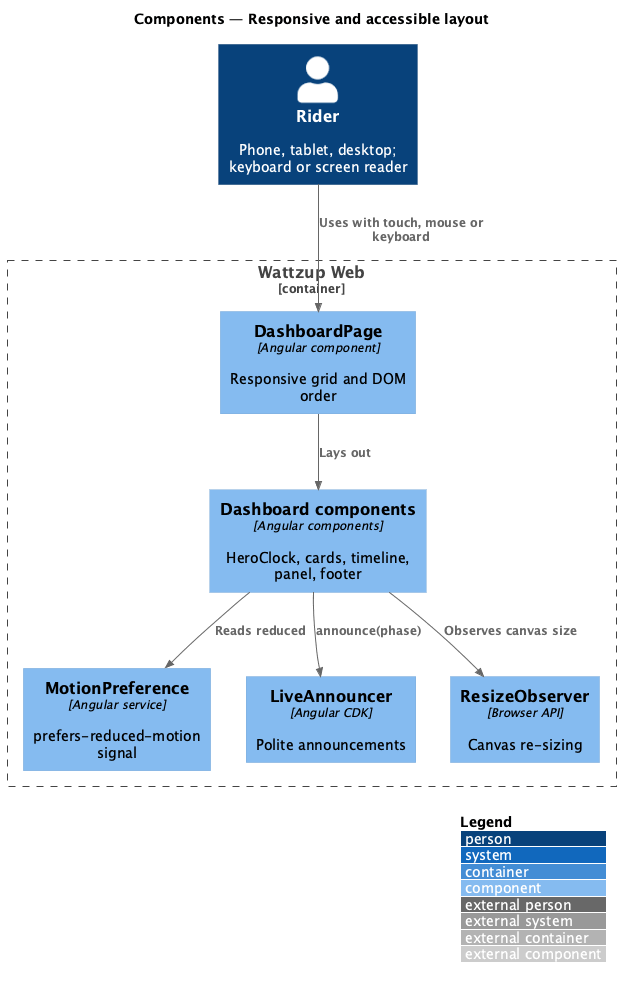 Components — Responsive and accessible layout
Rider
Phone, tablet, desktop;
keyboard or screen reader
Uses with touch, mouse or
keyboard
Wattzup Web
[container]
DashboardPage
[Angular component]
Responsive grid and DOM
order
Lays out
Dashboard components
[Angular components]
HeroClock, cards, timeline,
panel, footer
Reads reduced
announce(phase)
Observes canvas size
MotionPreference
[Angular service]
prefers-reduced-motion
signal
LiveAnnouncer
[Angular CDK]
Polite announcements
ResizeObserver
[Browser API]
Canvas re-sizing
Legend
person
system
container
component
external person
external system
external container
external component